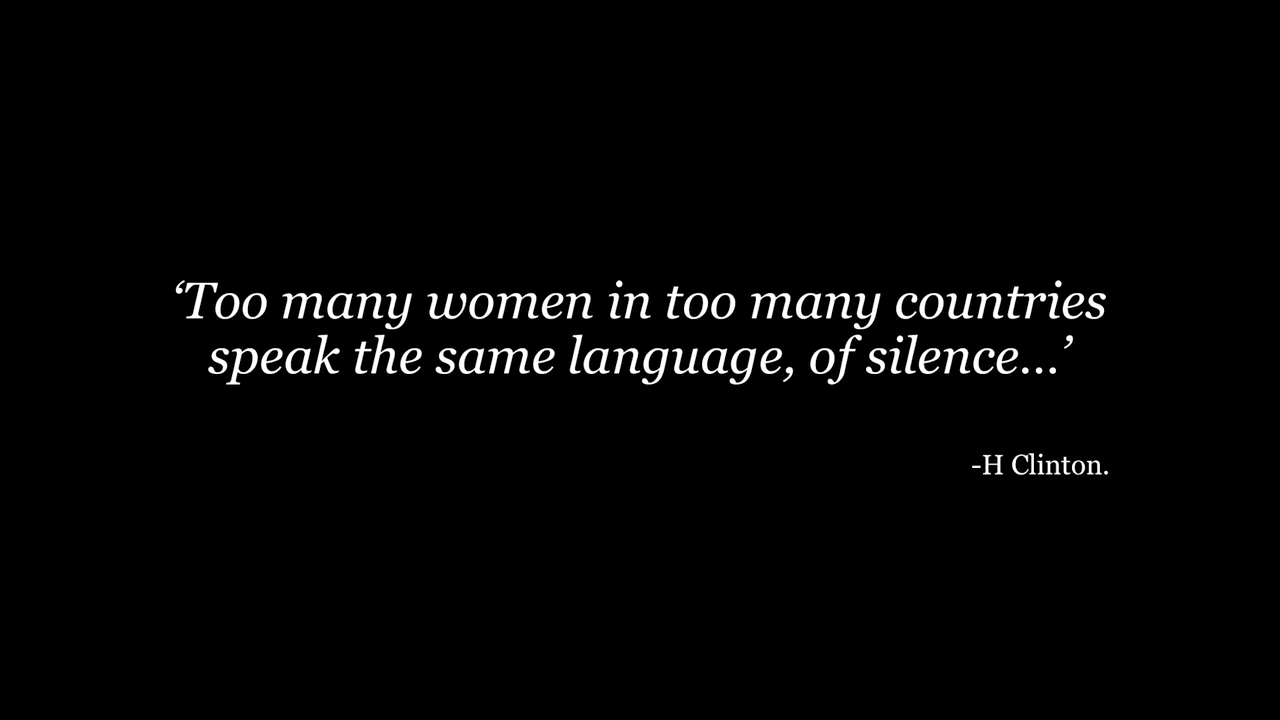 ‘Too many women in too many countries
speak the same language, of silence...’
-H Clinton.